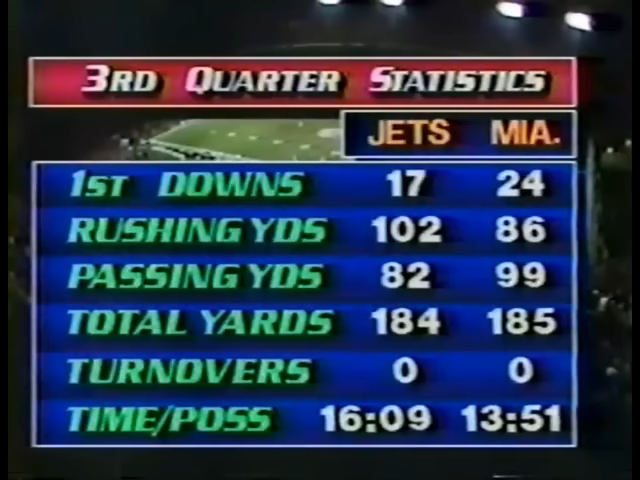 3RD QUARTER STATISTICS
JETS MIA.
1ST DOWNS 17 24
RUSHING YDS 102 86
PASSING YDS 82 99
TOTAL YARDS 184 185
TURNOVERS 0 0
TIME/POSS 16:09 13:51